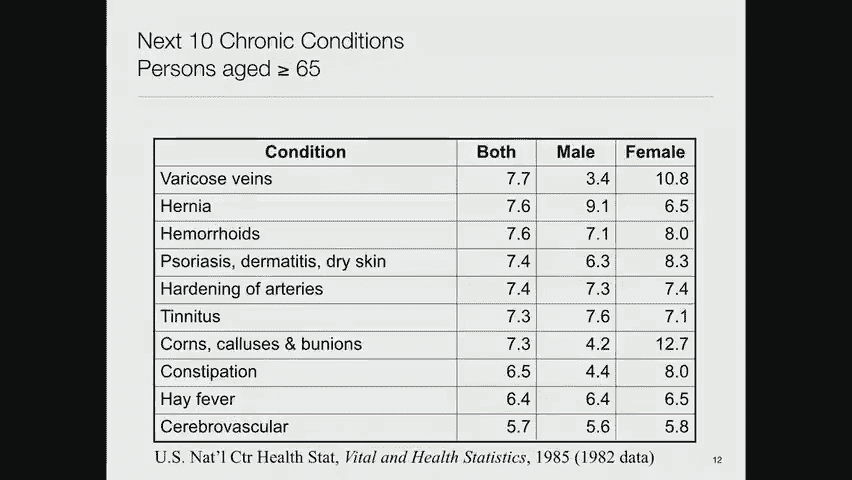 Next 10 Chronic Conditions
Persons aged ≥ 65
Condition Both Male Female
Varicose veins 7.7 3.4 10.8
Hernia 7.6 9.1 6.5
Hemorrhoids 7.6 7.1 8.0
Psoriasis, dermatitis, dry skin 7.4 6.3 8.3
Hardening of arteries 7.4 7.3 7.4
Tinnitus 7.3 7.6 7.1
Corns, calluses & bunions 7.3 4.2 12.7
Constipation 6.5 4.4 8.0
Hay fever 6.4 6.4 6.5
Cerebrovascular 5.7 5.6 5.8
U.S. Nat'l Ctr Health Stat, Vital and Health Statistics, 1985 (1982 data)
12